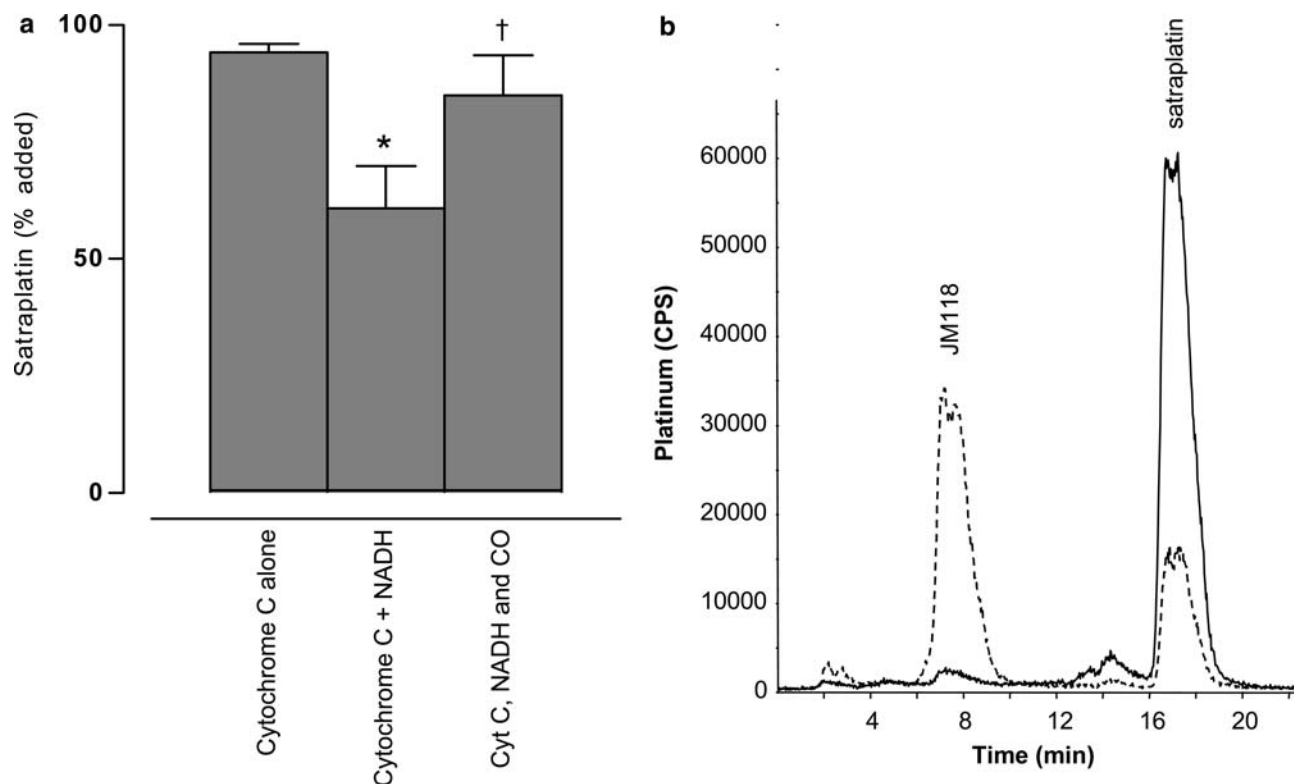 a
100
50
0
Satraplatin (% added)
*
†
Cytochrome C alone
Cytochrome C + NADH
Cyt C, NADH and CO
b
Platinum (CPS)
60000
50000
40000
30000
20000
10000
0
JM118
satraplatin
4 8 12 16 20
Time (min)